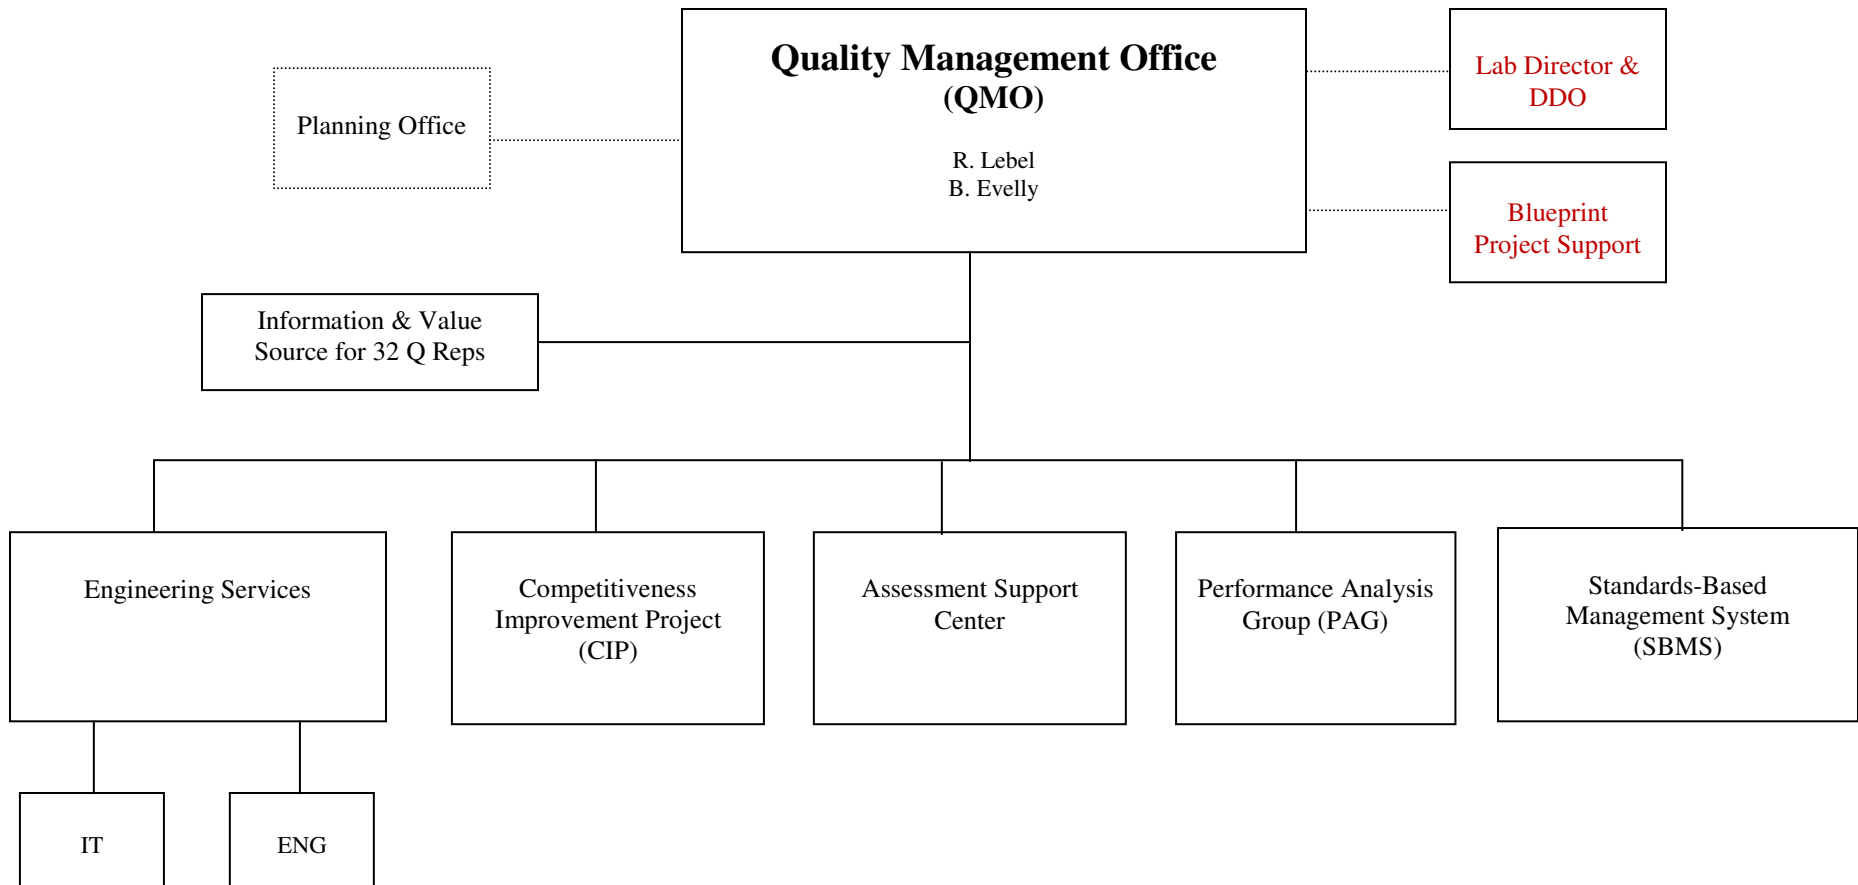 Quality Management Office
(QMO)
R. Lebel
B. Evelly
Planning Office
Lab Director &
DDO
Blueprint
Project Support
Information & Value
Source for 32 Q Reps
Engineering Services
Competitiveness
Improvement Project
(CIP)
Assessment Support
Center
Performance Analysis
Group (PAG)
Standards-Based
Management System
(SBMS)
IT
ENG